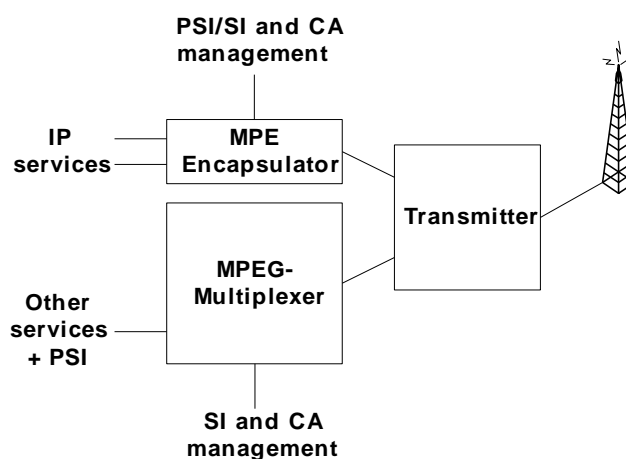 PSI/SI and CA
management
IP
services
MPE
Encapsulator
Transmitter
MPEG-
Multiplexer
Other
services
+ PSI
SI and CA
management